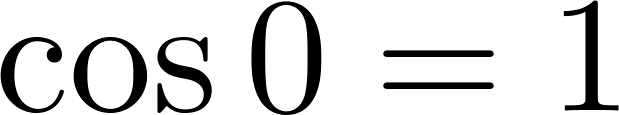 cos 0 = 1